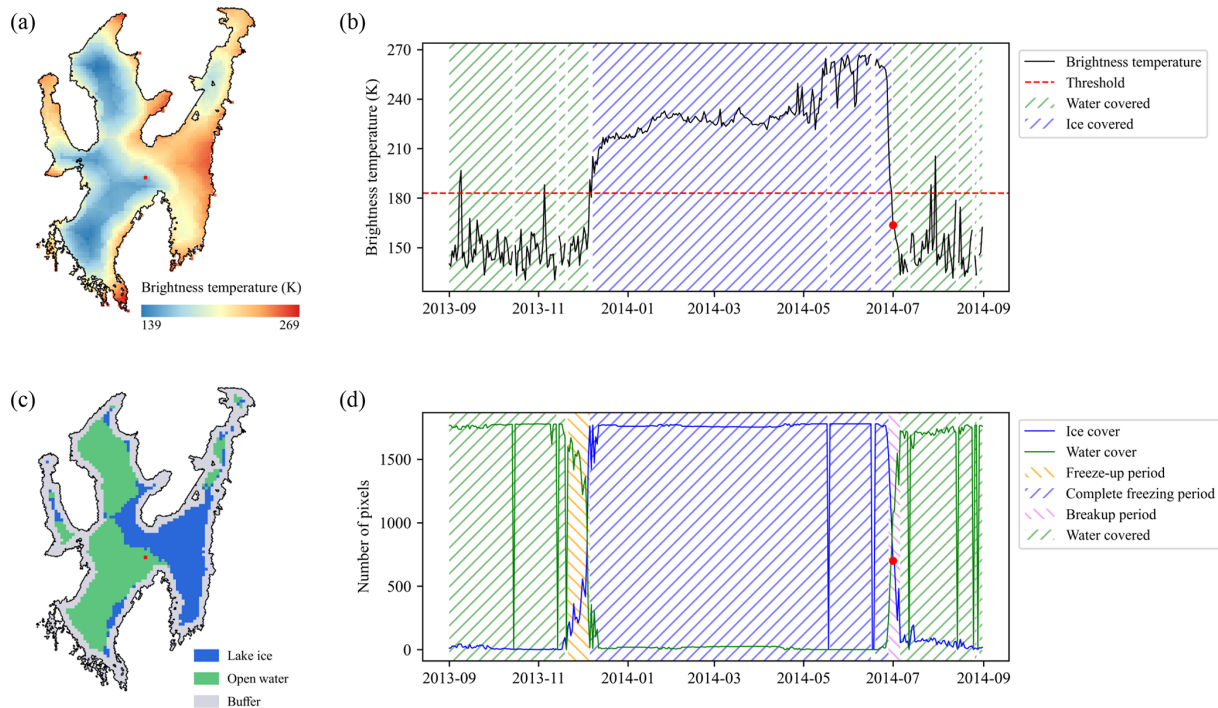 (a)
Brightness temperature (K)
139 269
(b)
Brightness temperature (K)
270
240
210
180
150
2013-09 2013-11 2014-01 2014-03 2014-05 2014-07 2014-09
Brightness temperature
Threshold
Water covered
Ice covered
(c)
Lake ice
Open water
Buffer
(d)
Number of pixels
1500
1000
500
0
2013-09 2013-11 2014-01 2014-03 2014-05 2014-07 2014-09
Ice cover
Water cover
Freeze-up period
Complete freezing period
Breakup period
Water covered